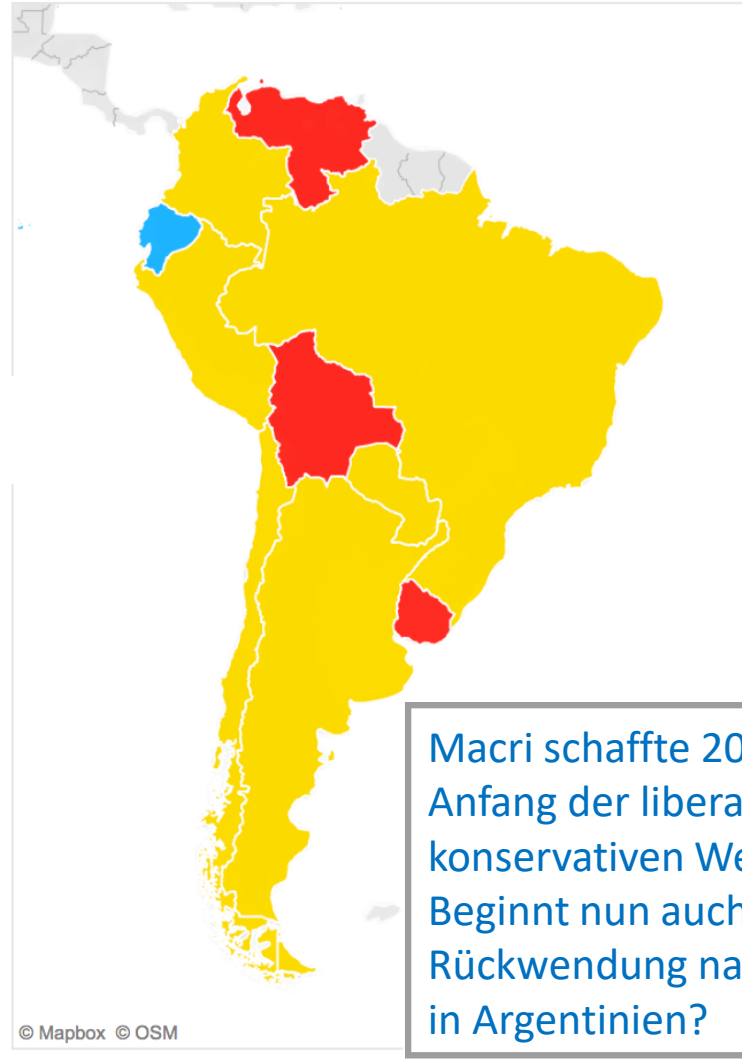 Macri schaffte 20
Anfang der libera
konservativen We
Beginnt nun auch
Rückwendung na
in Argentinien?
© Mapbox © OSM